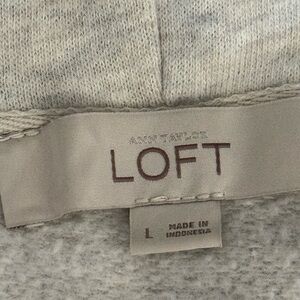 ANN TAYLOR
LOFT
L
MADE IN
INDONESIA